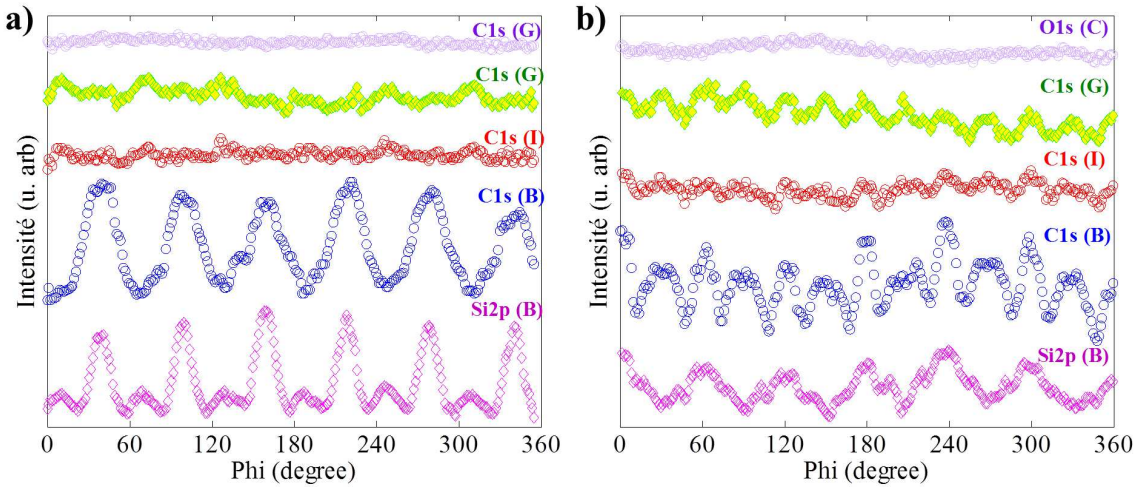 a)
C1s (G)
C1s (G)
C1s (I)
C1s (B)
Si2p (B)
Intensité (u. arb)
0 60 120 180 240 300 360
Phi (degree)
b)
O1s (C)
C1s (G)
C1s (I)
C1s (B)
Si2p (B)
Intensité (u. arb)
0 60 120 180 240 300 360
Phi (degree)